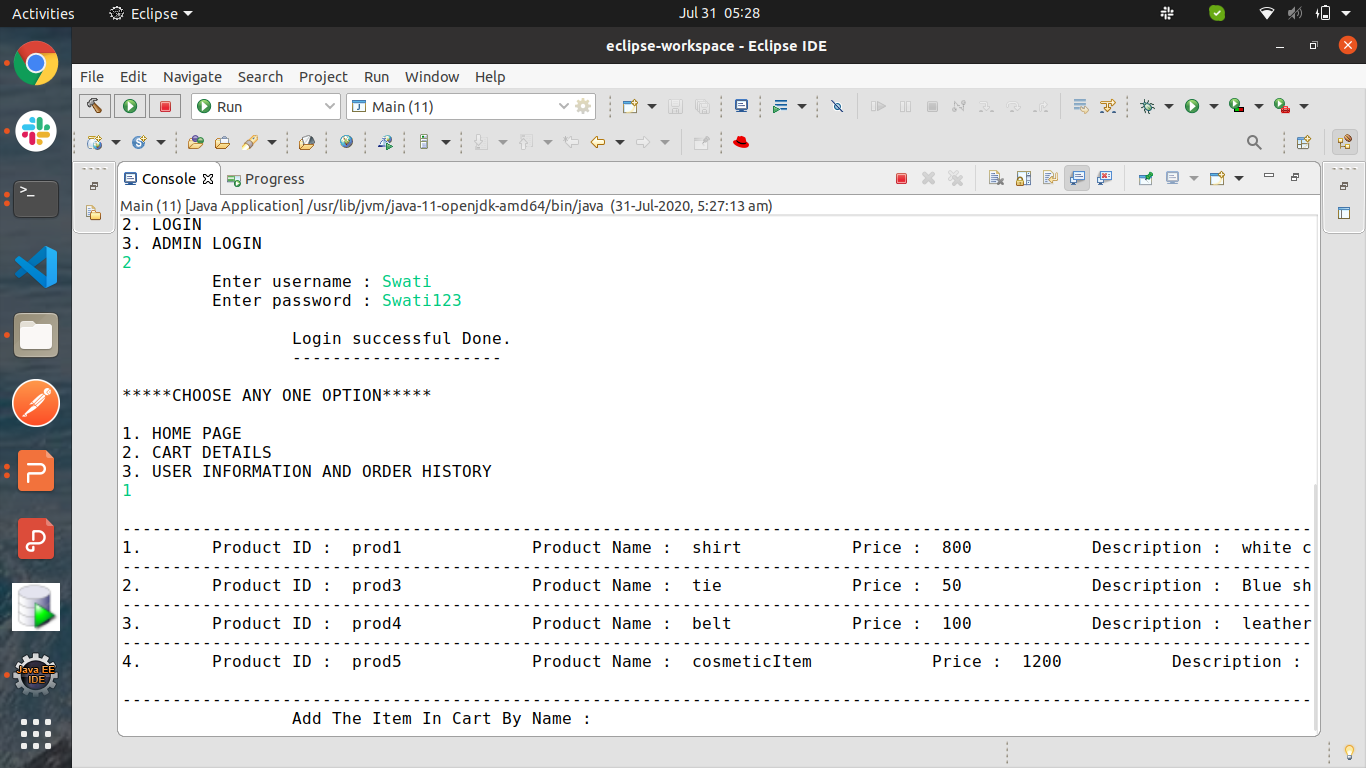 Activities Eclipse Jul 31 05:28
eclipse-workspace - Eclipse IDE
File Edit Navigate Search Project Run Window Help
Run Main (11)
Console Progress
Main (11) [Java Application] /usr/lib/jvm/java-11-openjdk-amd64/bin/java (31-Jul-2020, 5:27:13 am)
2. LOGIN
3. ADMIN LOGIN
2
Enter username : Swati
Enter password : Swati123
Login successful Done.
---------------------
*****CHOOSE ANY ONE OPTION*****
1. HOME PAGE
2. CART DETAILS
3. USER INFORMATION AND ORDER HISTORY
1
-----------------------------------------------------------------------------------------------------------------------
1. Product ID : prod1 Product Name : shirt Price : 800 Description : white c
-----------------------------------------------------------------------------------------------------------------------
2. Product ID : prod3 Product Name : tie Price : 50 Description : Blue sh
-----------------------------------------------------------------------------------------------------------------------
3. Product ID : prod4 Product Name : belt Price : 100 Description : leather
-----------------------------------------------------------------------------------------------------------------------
4. Product ID : prod5 Product Name : cosmeticItem Price : 1200 Description :
-----------------------------------------------------------------------------------------------------------------------
Add The Item In Cart By Name :
Java EE
IDE